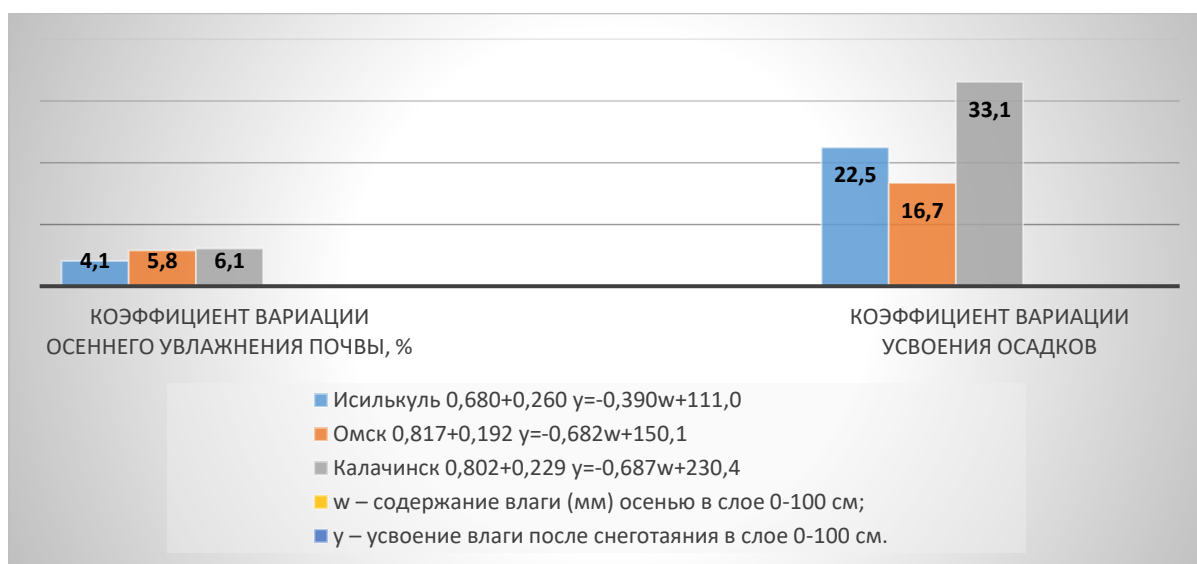 33,1
22,5
16,7
4,1 5,8 6,1
КОЭФФИЦИЕНТ ВАРИАЦИИ
ОСЕННЕГО УВЛАЖНЕНИЯ ПОЧВЫ, %
КОЭФФИЦИЕНТ ВАРИАЦИИ
УСВОЕНИЯ ОСАДКОВ
Исилькуль 0,680+0,260 y=-0,390w+111,0
Омск 0,817+0,192 y=-0,682w+150,1
Калачинск 0,802+0,229 y=-0,687w+230,4
w – содержание влаги (мм) осенью в слое 0-100 см;
y – усвоение влаги после снеготаяния в слое 0-100 см.